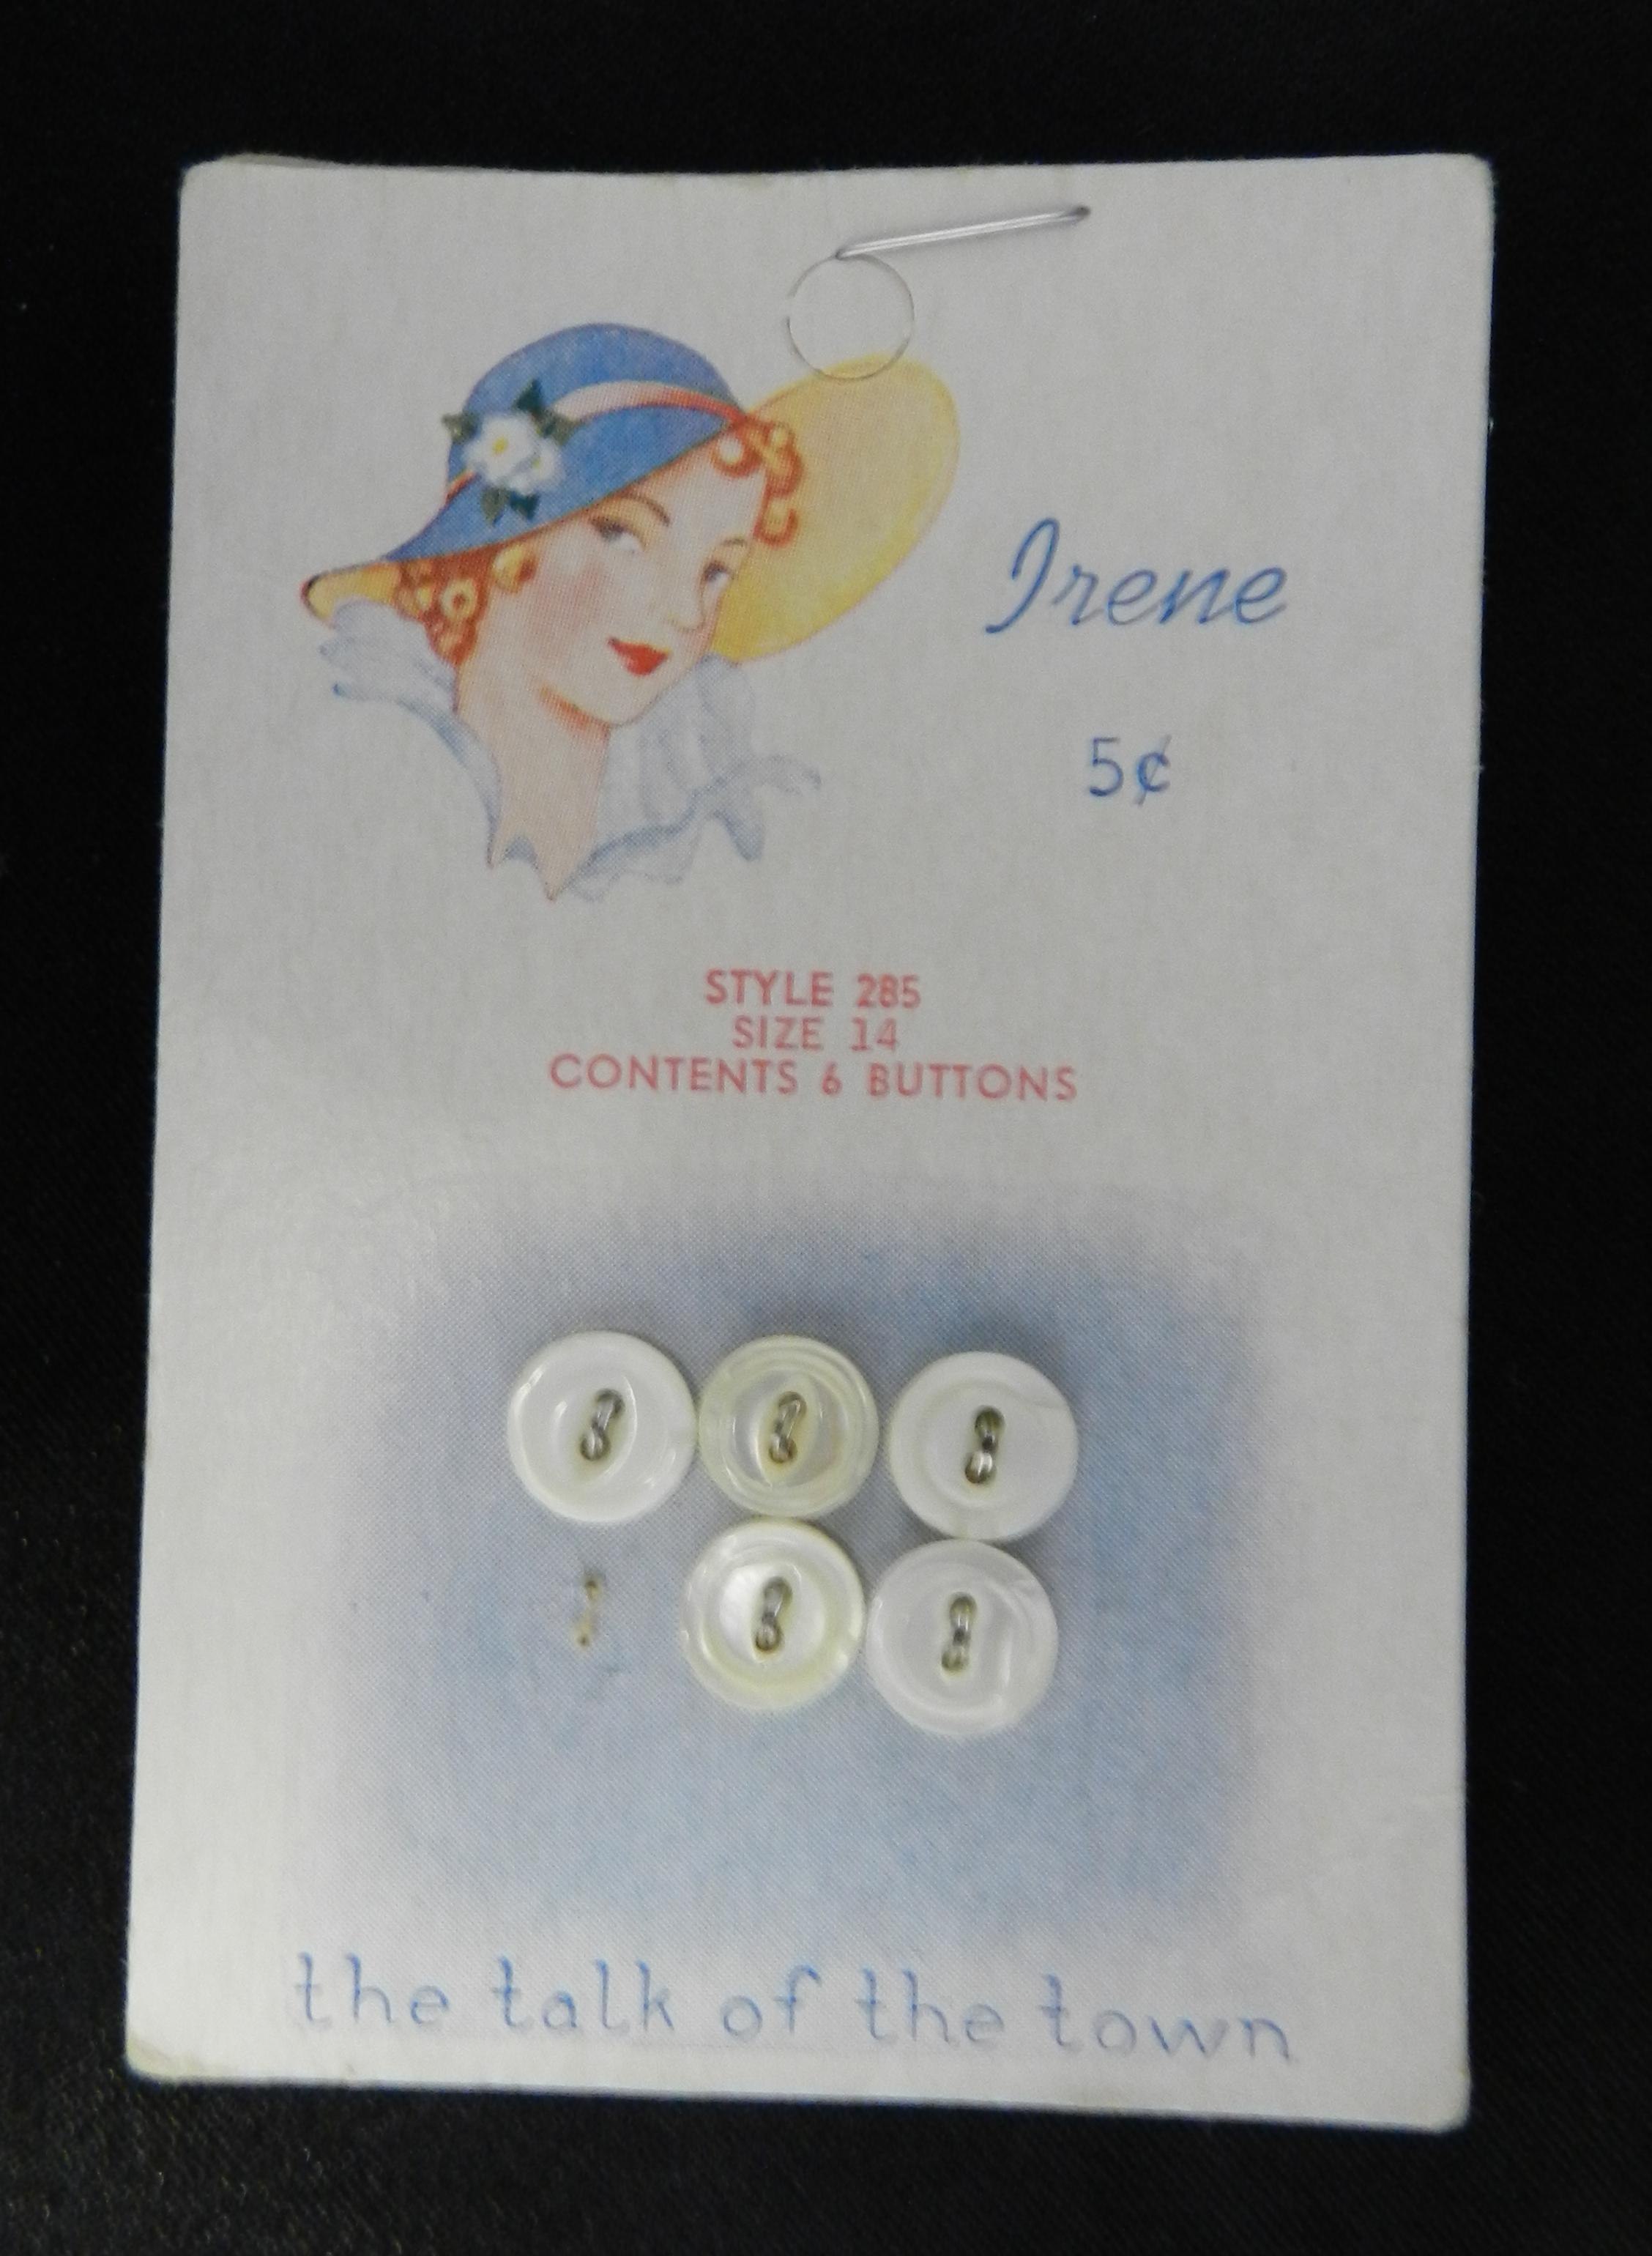 Irene
5¢
STYLE 285
SIZE 14
CONTENTS 6 BUTTONS
the talk of the town